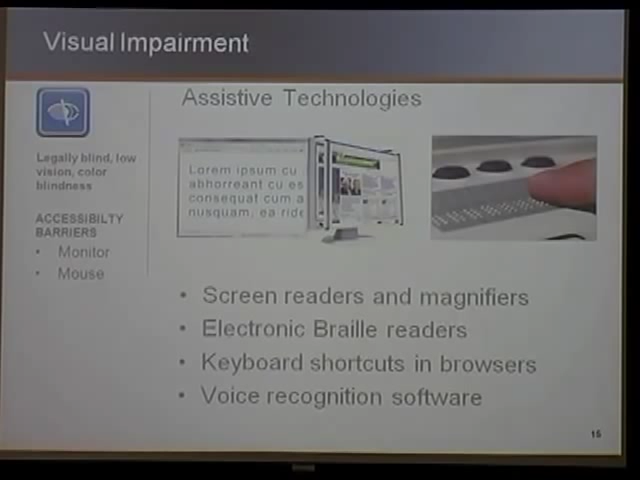 Visual Impairment
Assistive Technologies
Legally blind, low
vision, color
blindness
ACCESSIBILTY
BARRIERS
• Monitor
• Mouse
Lorem ipsum cu
abhorreant cu es
consequat cum a
nusquam, ea ride
• Screen readers and magnifiers
• Electronic Braille readers
• Keyboard shortcuts in browsers
• Voice recognition software